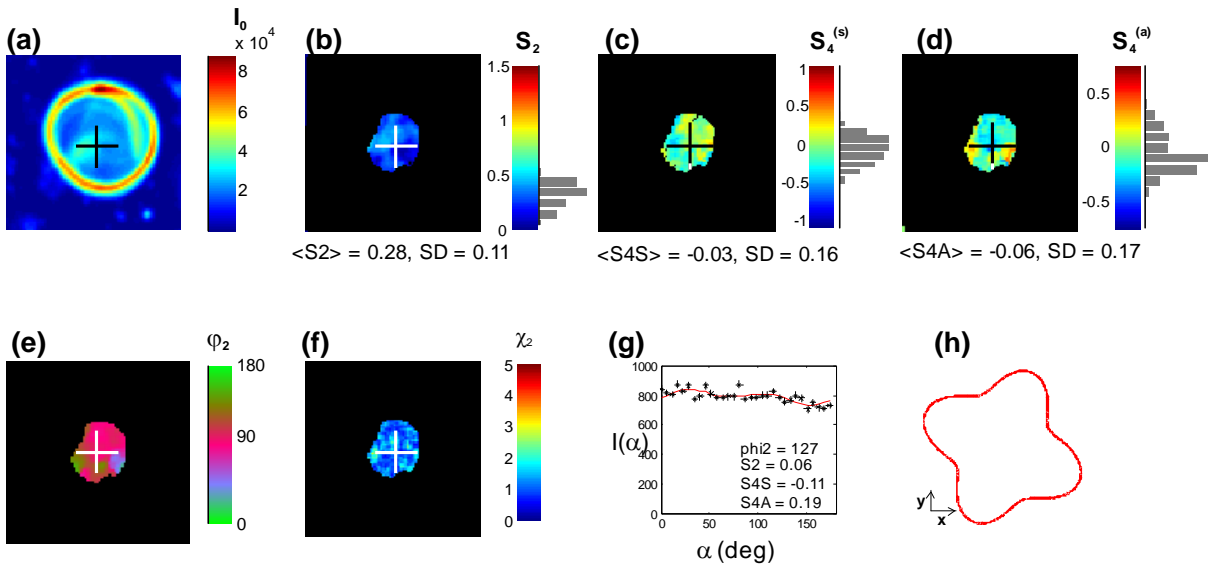 (a)
I0
x 10^4
8
6
4
2
(b)
S2
1.5
1
0.5
0
<S2> = 0.28, SD = 0.11
(c)
S4(s)
1
0.5
0
-0.5
-1
<S4S> = -0.03, SD = 0.16
(d)
S4(a)
0.5
0
-0.5
<S4A> = -0.06, SD = 0.17
(e)
φ2
180
90
0
(f)
χ2
5
4
3
2
1
0
(g)
1000
800
600
400
200
0
I(α)
phi2 = 127
S2 = 0.06
S4S = -0.11
S4A = 0.19
0 50 100 150
α (deg)
(h)
y
x